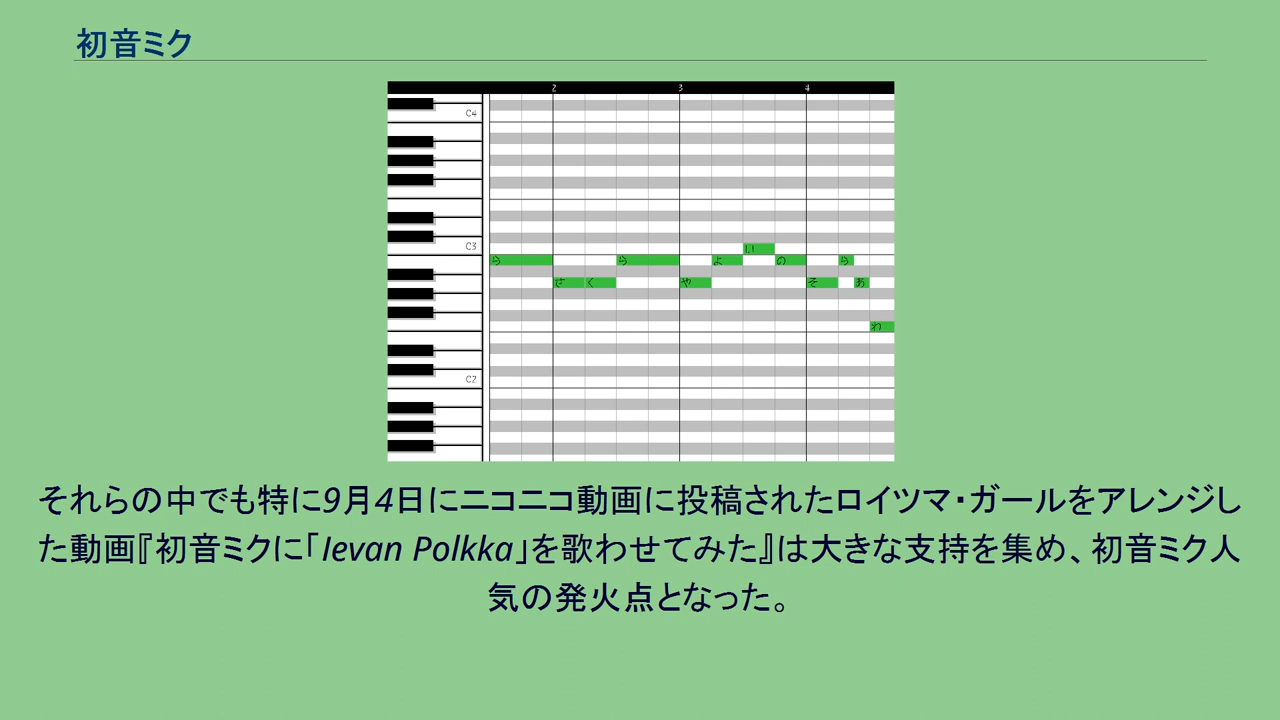 初音ミク
2 3 4
C4
C3
い
ら ら よ の ら
さ く や そ あ
わ
C2
それらの中でも特に9月4日にニコニコ動画に投稿されたロイツマ・ガールをアレンジし
た動画『初音ミクに「Ievan Polkka」を歌わせてみた』は大きな支持を集め、初音ミク人
気の発火点となった。